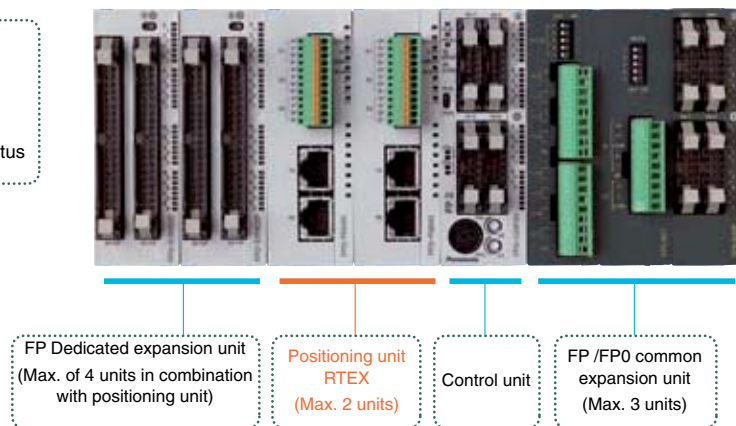 tus
FP Dedicated expansion unit
(Max. of 4 units in combination
with positioning unit)
Positioning unit
RTEX
(Max. 2 units)
Control unit
FP /FP0 common
expansion unit
(Max. 3 units)